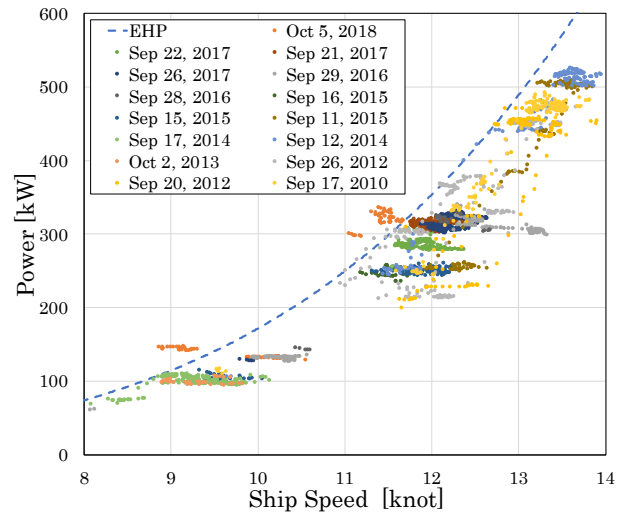 600
500
400
300
200
100
0
Power [kW]
EHP
Oct 5, 2018
Sep 22, 2017
Sep 21, 2017
Sep 26, 2017
Sep 29, 2016
Sep 28, 2016
Sep 16, 2015
Sep 15, 2015
Sep 11, 2015
Sep 17, 2014
Sep 12, 2014
Oct 2, 2013
Sep 26, 2012
Sep 20, 2012
Sep 17, 2010
8 9 10 11 12 13 14
Ship Speed [knot]